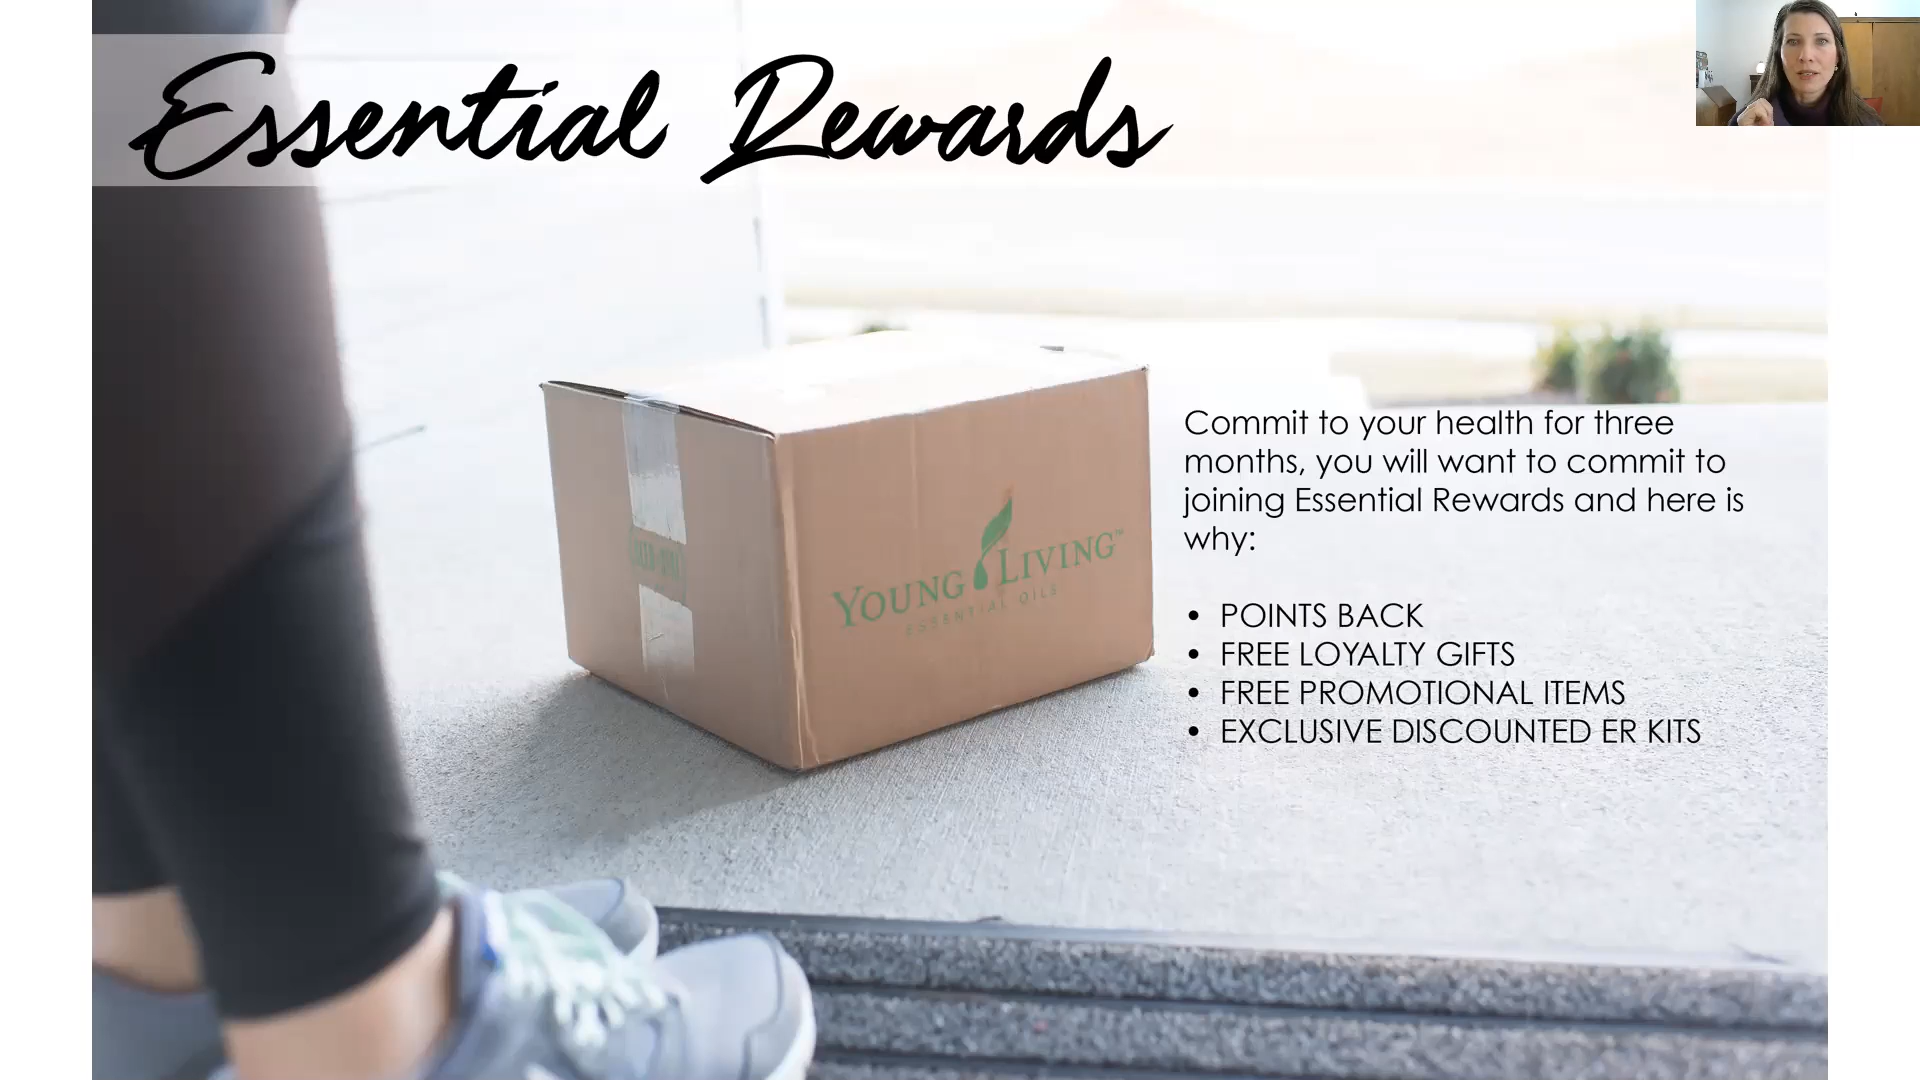 Essential Rewards
Commit to your health for three
months, you will want to commit to
joining Essential Rewards and here is
why:
• POINTS BACK
• FREE LOYALTY GIFTS
• FREE PROMOTIONAL ITEMS
• EXCLUSIVE DISCOUNTED ER KITS
YOUNG LIVING™
ESSENTIAL OILS